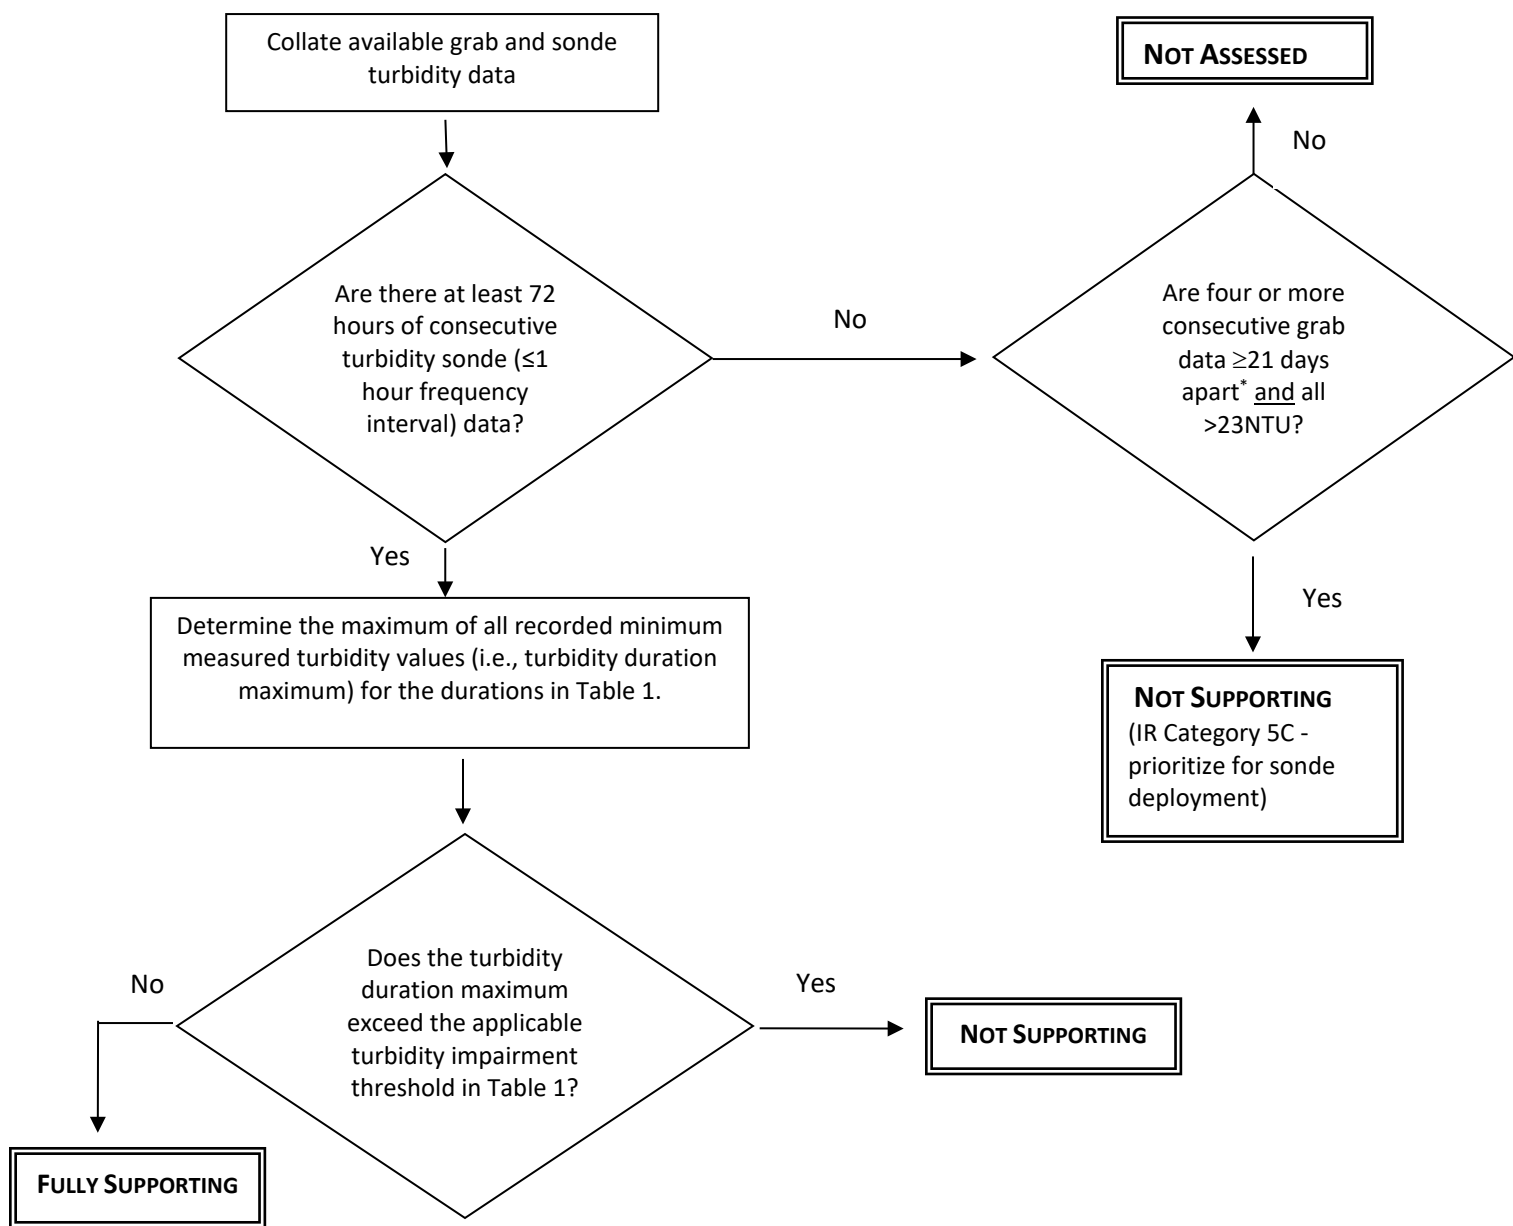 Collate available grab and sonde
turbidity data
NOT ASSESSED
No
Are there at least 72
hours of consecutive
turbidity sonde (≤1
hour frequency
interval) data?
No
Are four or more
consecutive grab
data ≥21 days
apart* and all
>23NTU?
Yes
Yes
Determine the maximum of all recorded minimum
measured turbidity values (i.e., turbidity duration
maximum) for the durations in Table 1.
NOT SUPPORTING
(IR Category 5C -
prioritize for sonde
deployment)
Does the turbidity
duration maximum
exceed the applicable
turbidity impairment
threshold in Table 1?
No
Yes
NOT SUPPORTING
FULLY SUPPORTING